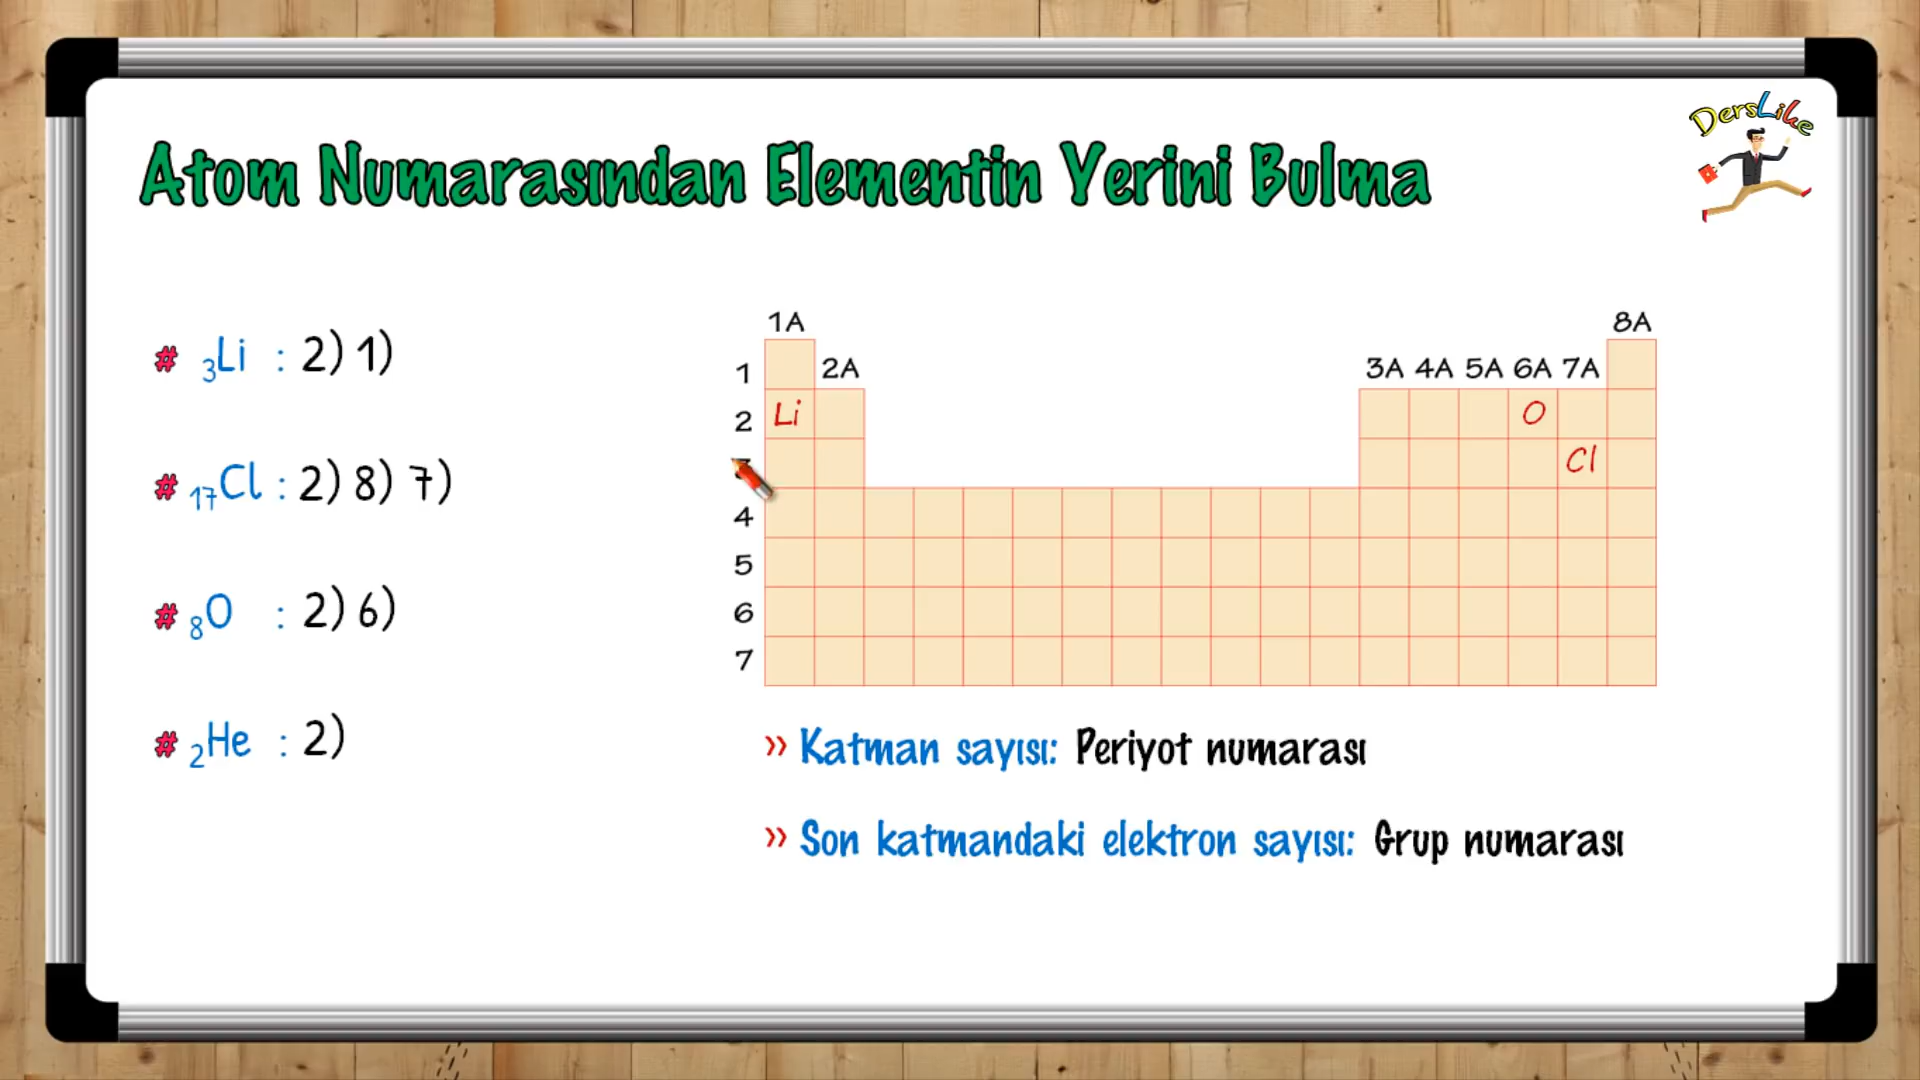 DersLike
Atom Numarasından Elementin Yerini Bulma
# ₃Li : 2) 1)
# ₁₇Cl : 2) 8) 7)
# ₈O : 2) 6)
# ₂He : 2)
1A 8A
1 2A 3A 4A 5A 6A 7A
2 Li O
Cl
4
5
6
7
» Katman sayısı: Periyot numarası
» Son katmandaki elektron sayısı: Grup numarası